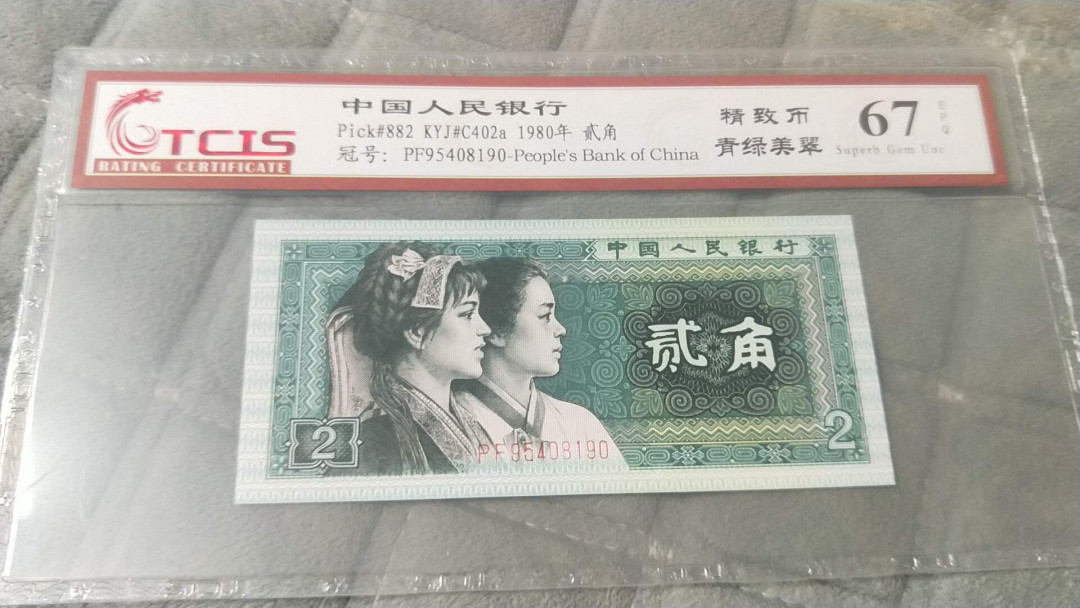 TCIS
RATING CERTIFICATE
中国人民银行
Pick#882 KYJ#C402a 1980年 贰角
冠号: PF95408190-People's Bank of China
精致币
青绿美翠
67
EPQ
Superb Gem Unc
中国人民银行
贰角
2
PF95408190
2